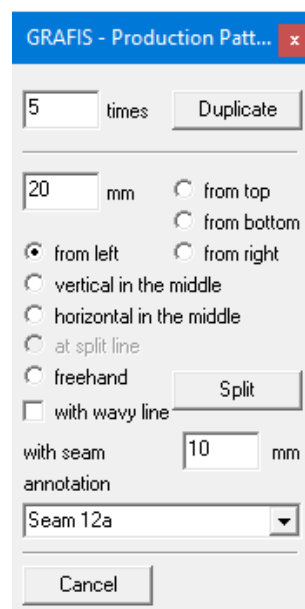 GRAFIS - Production Patt... x
5 times Duplicate
20 mm from top
from bottom
from left from right
vertical in the middle
horizontal in the middle
at split line
freehand
Split
with wavy line
with seam 10 mm
annotation
Seam 12a
Cancel